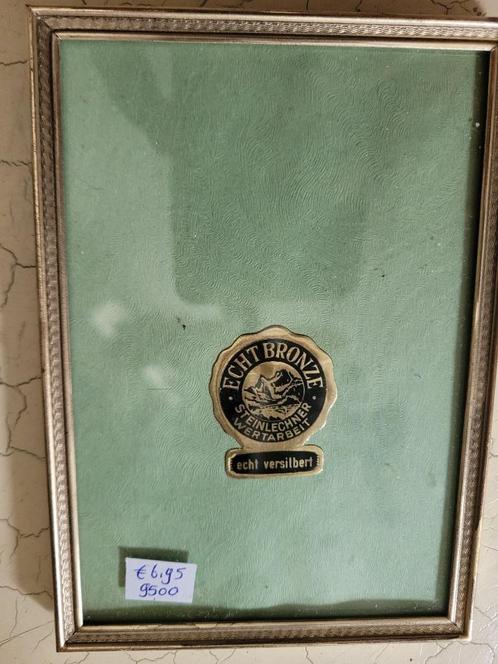 ECHT BRONZE
STEINLECHNER
WERTARBEIT
echt versilbert
€6,95
9500